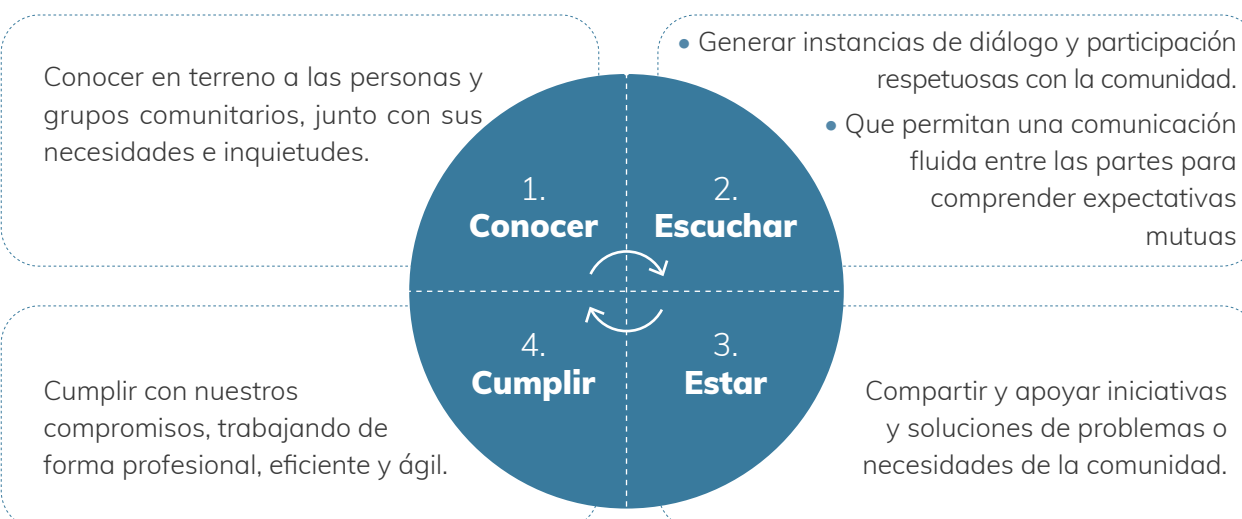 Conocer en terreno a las personas y
grupos comunitarios, junto con sus
necesidades e inquietudes.
• Generar instancias de diálogo y participación
respetuosas con la comunidad.
• Que permitan una comunicación
fluida entre las partes para
comprender expectativas
mutuas
1.
Conocer
2.
Escuchar
4.
Cumplir
3.
Estar
Cumplir con nuestros
compromisos, trabajando de
forma profesional, eficiente y ágil.
Compartir y apoyar iniciativas
y soluciones de problemas o
necesidades de la comunidad.